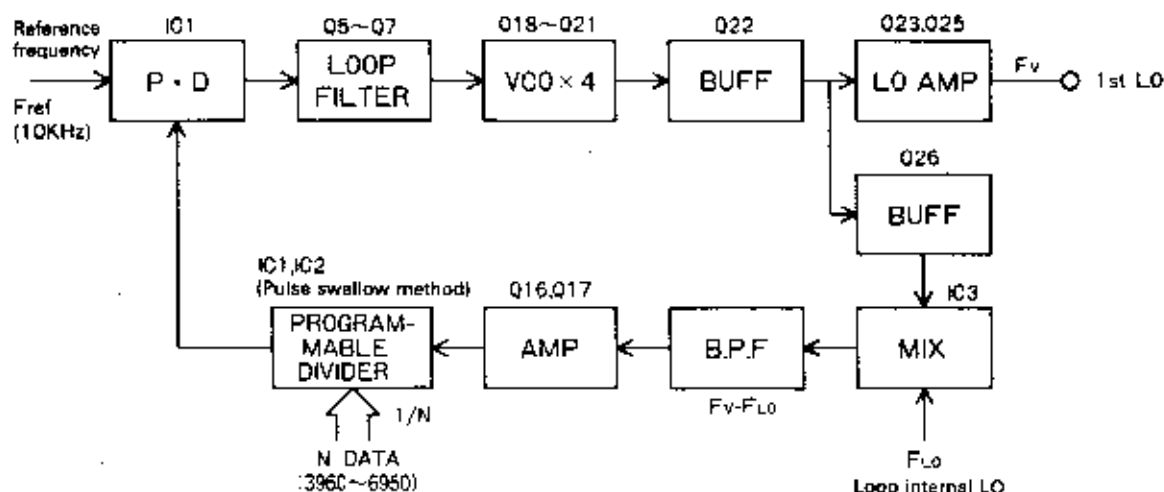 Reference
frequency
Fref
(10KHz)
IC1
P・D
Q5~Q7
LOOP
FILTER
Q18~Q21
VCO×4
Q22
BUFF
Q23,Q25
LO AMP
Fv
1st LO
Q26
BUFF
IC3
MIX
FLO
Loop internal LO
B.P.F
Fv-FLO
Q16,Q17
AMP
IC1,IC2
(Pulse swallow method)
PROGRAM-
MABLE
DIVIDER
1/N
N DATA
(3960~6950)